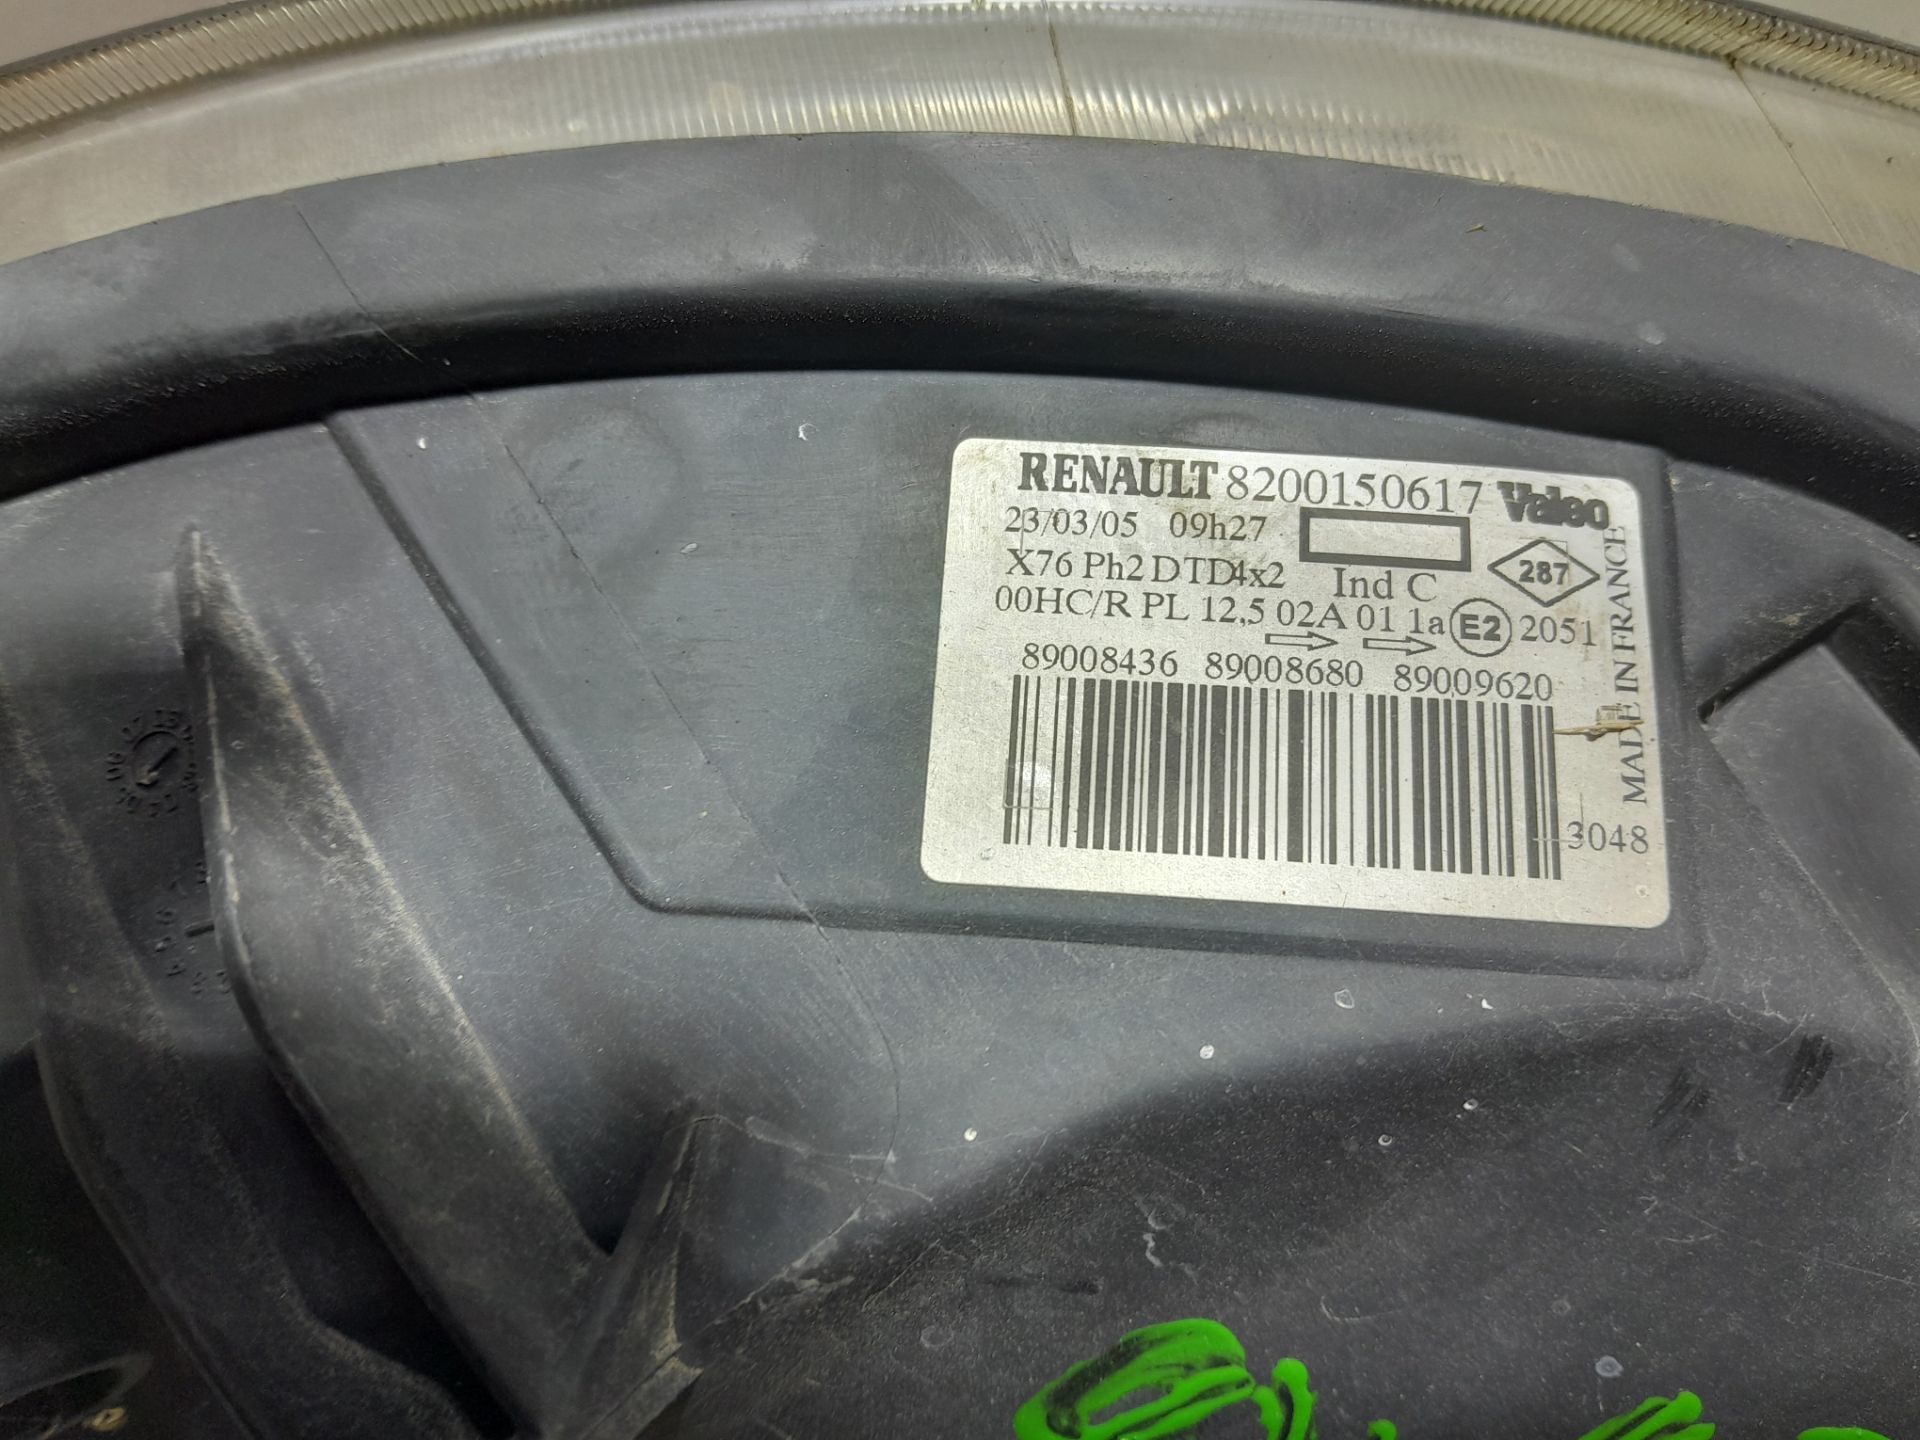 RENAULT 8200150617 Valeo
23/03/05 09h27
X76 Ph2 DTD4x2 Ind C 287
00HC/R PL 12,5 02A 01 1a E2 2051
89008436 89008680 89009620
3048
MADE IN FRANCE